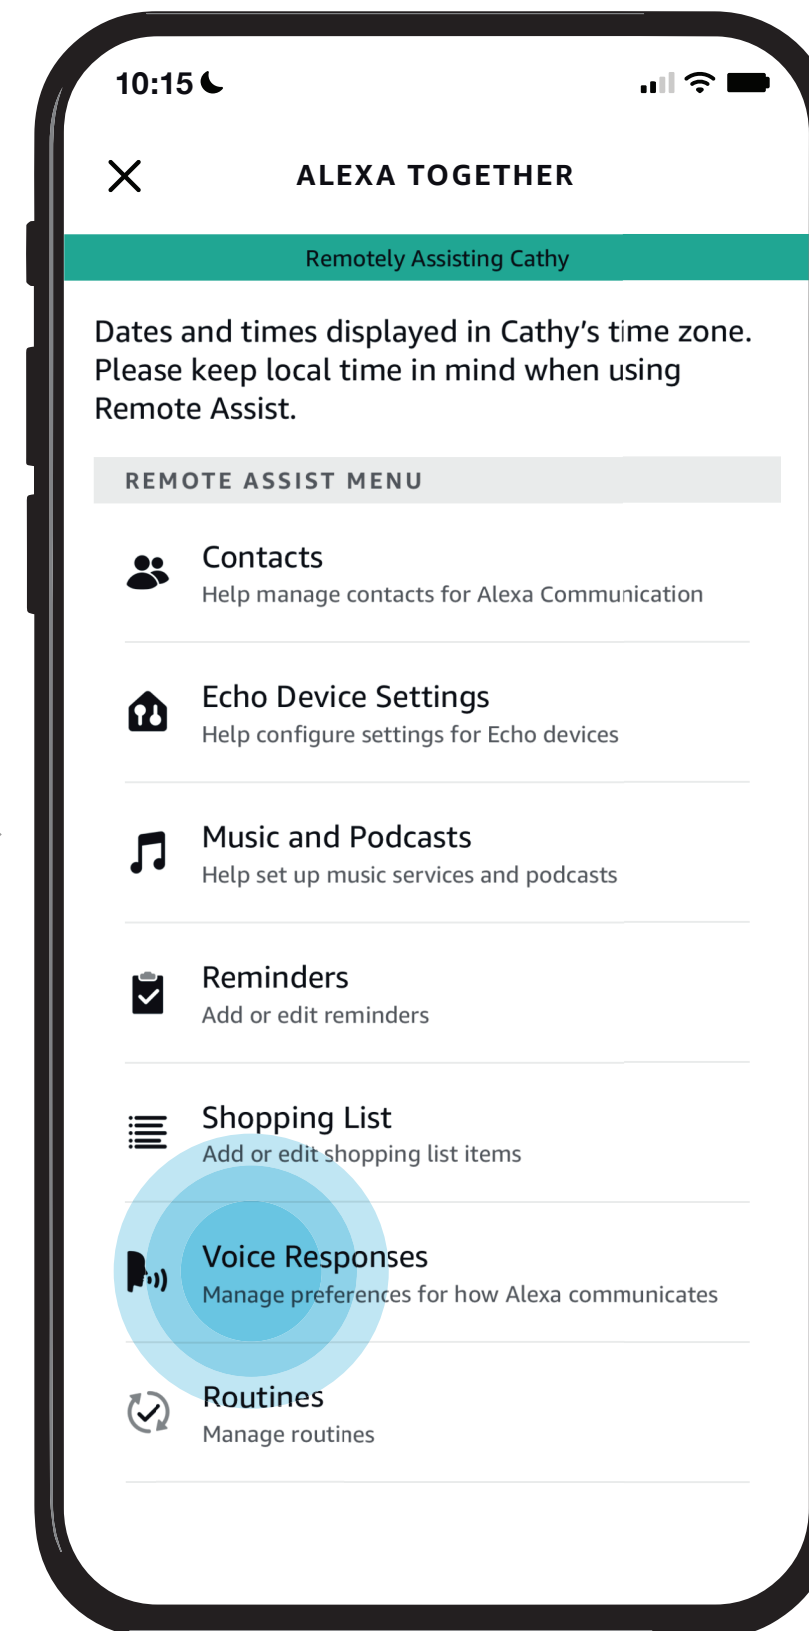 10:15
ALEXA TOGETHER
Remotely Assisting Cathy
Dates and times displayed in Cathy’s time zone.
Please keep local time in mind when using
Remote Assist.
REMOTE ASSIST MENU
Contacts
Help manage contacts for Alexa Communication
Echo Device Settings
Help configure settings for Echo devices
Music and Podcasts
Help set up music services and podcasts
Reminders
Add or edit reminders
Shopping List
Add or edit shopping list items
Voice Responses
Manage preferences for how Alexa communicates
Routines
Manage routines